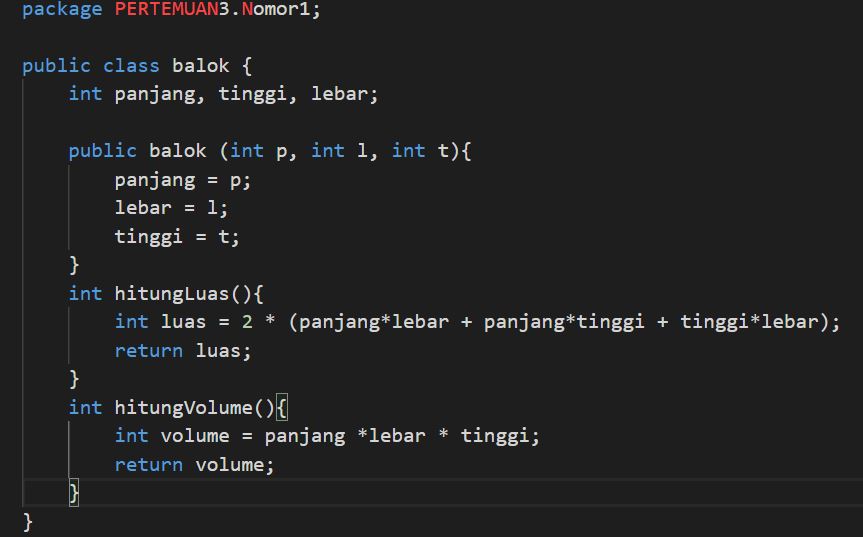 package PERTEMUAN3.Nomor1;
public class balok {
int panjang, tinggi, lebar;
public balok (int p, int l, int t){
panjang = p;
lebar = l;
tinggi = t;
}
int hitungLuas(){
int luas = 2 * (panjang*lebar + panjang*tinggi + tinggi*lebar);
return luas;
}
int hitungVolume(){
int volume = panjang *lebar * tinggi;
return volume;
}
}